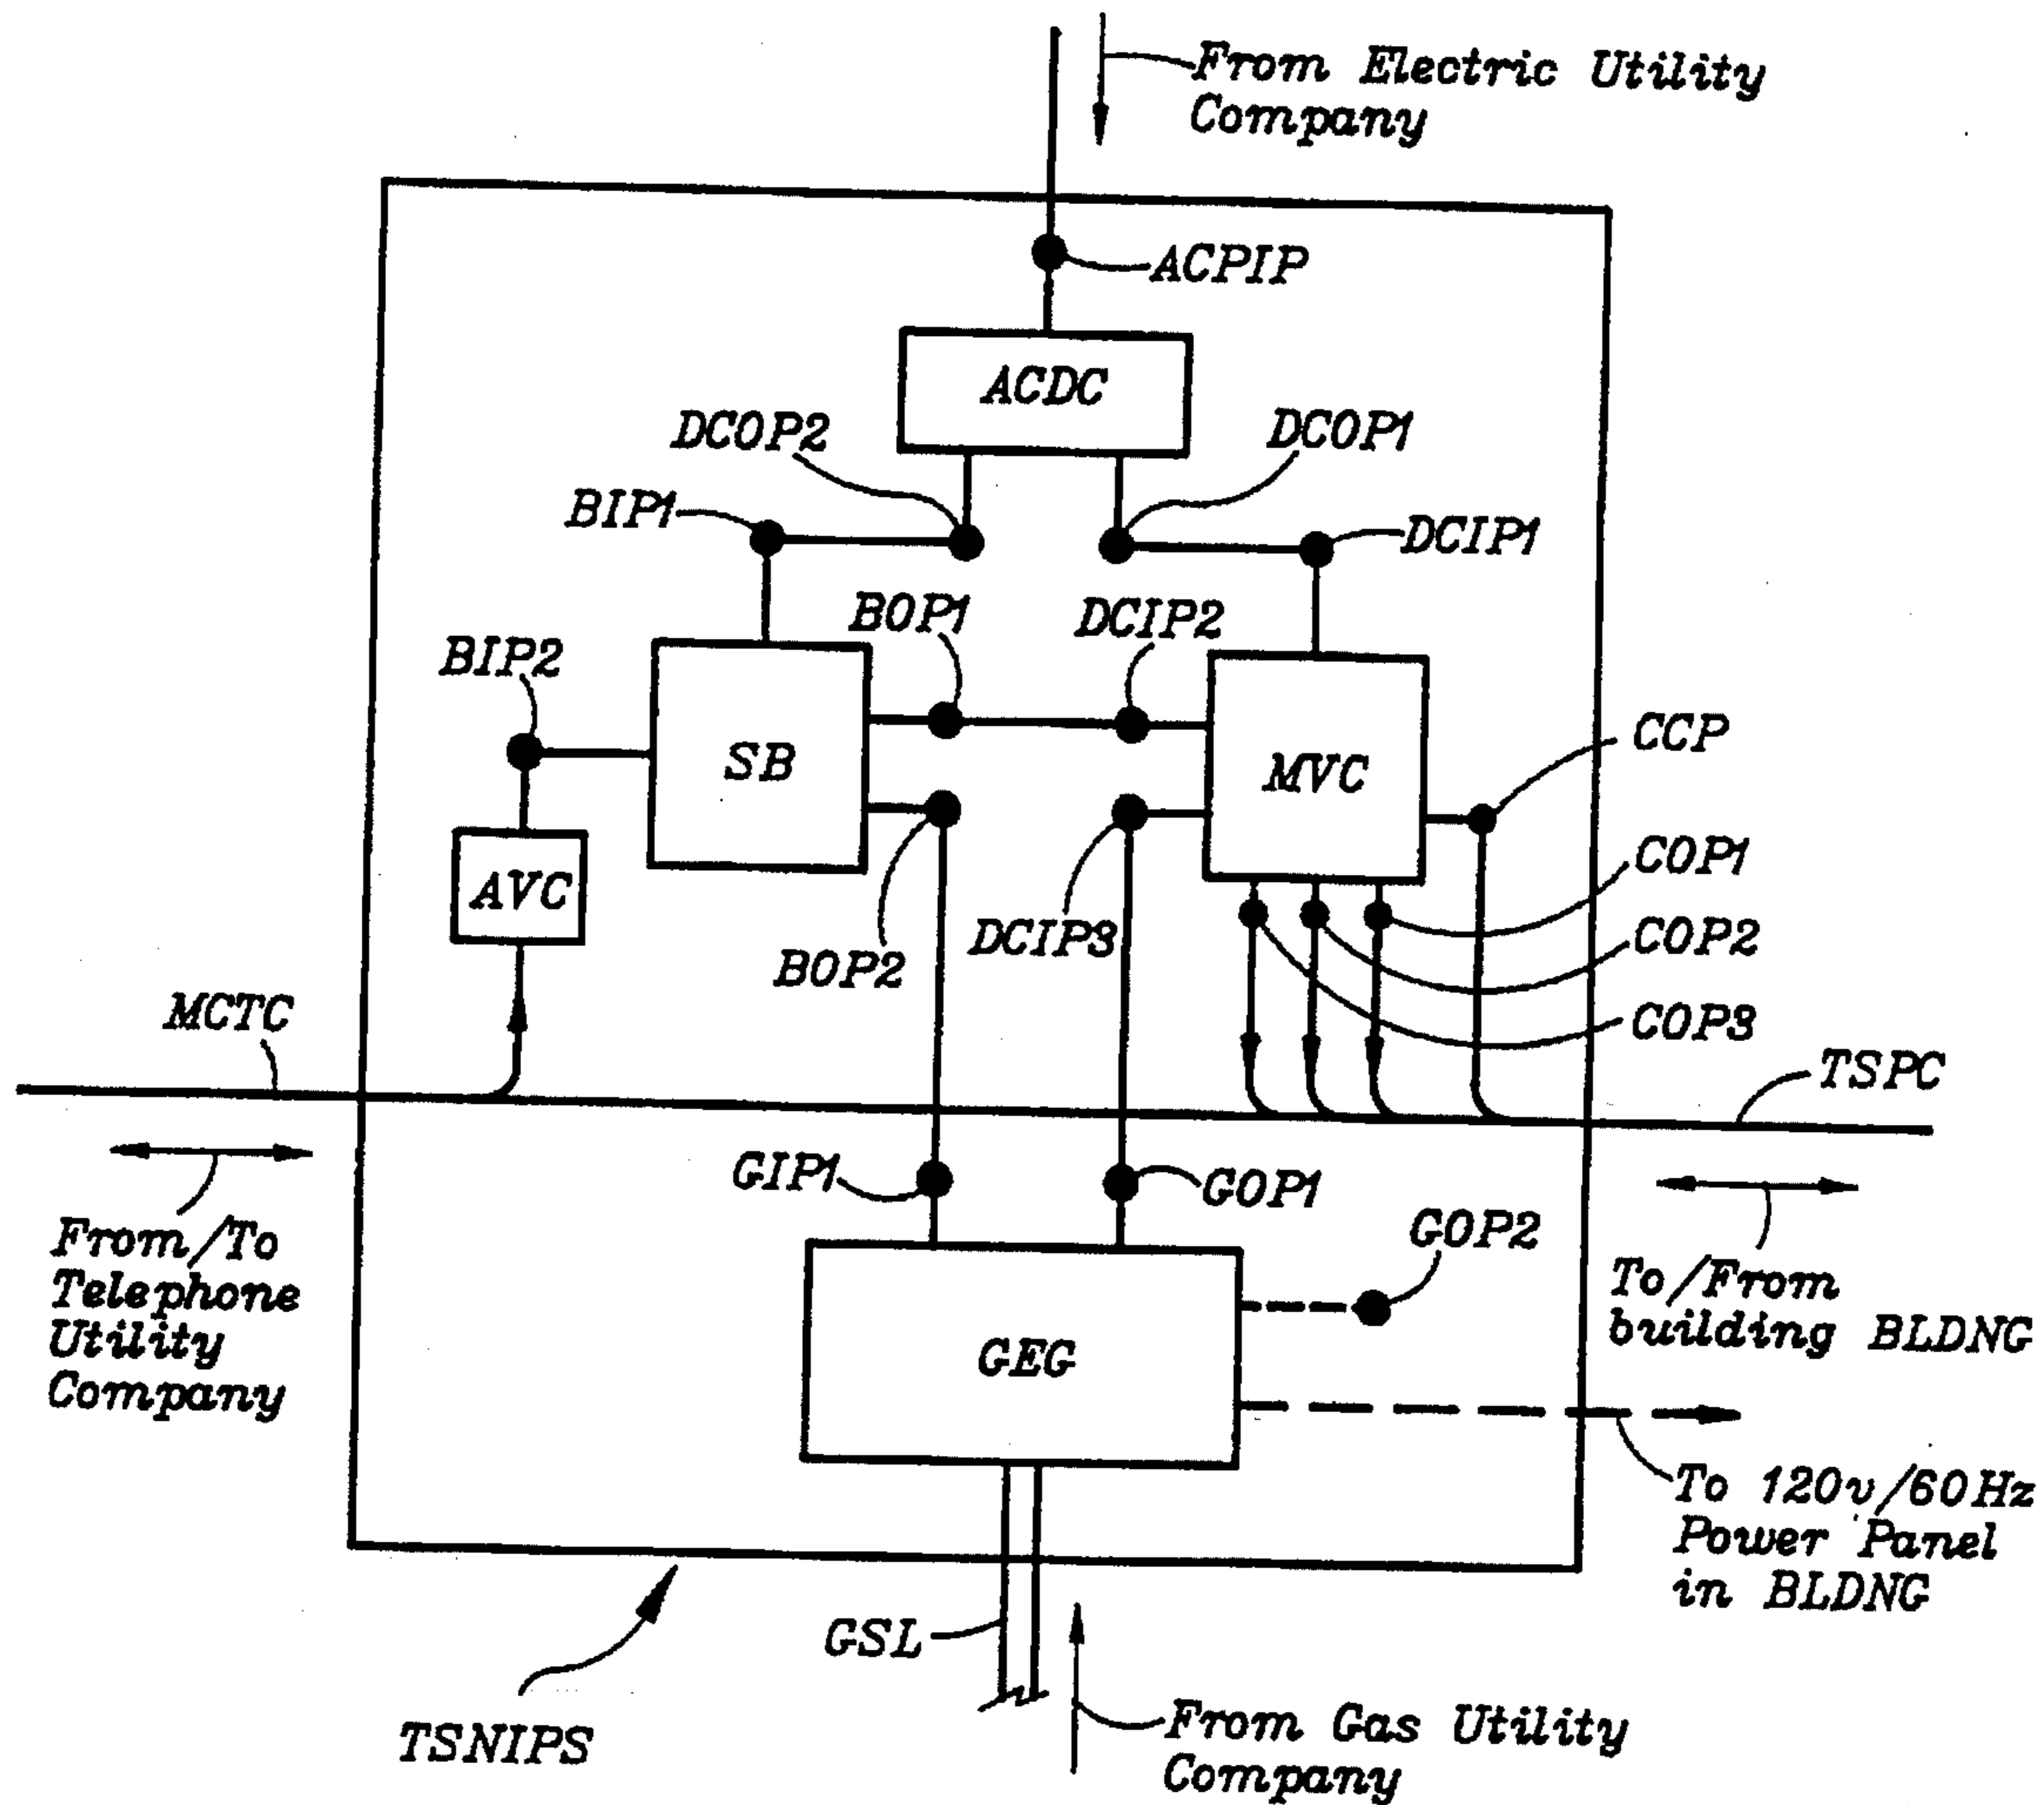 From Electric Utility
Company
ACPIP
ACDC
DCOP2
DCOP1
BIP1
DCIP1
BOP1
DCIP2
BIP2
SB
MVC
CCP
AVC
COP1
BOP2
DCIP3
COP2
MCTC
COP3
TSPC
GIP1
GOP1
GOP2
From/To
Telephone
Utility
Company
To/From
building BLDNG
GEG
To 120v/60Hz
Power Panel
in BLDNG
GSL
TSNIPS
From Gas Utility
Company